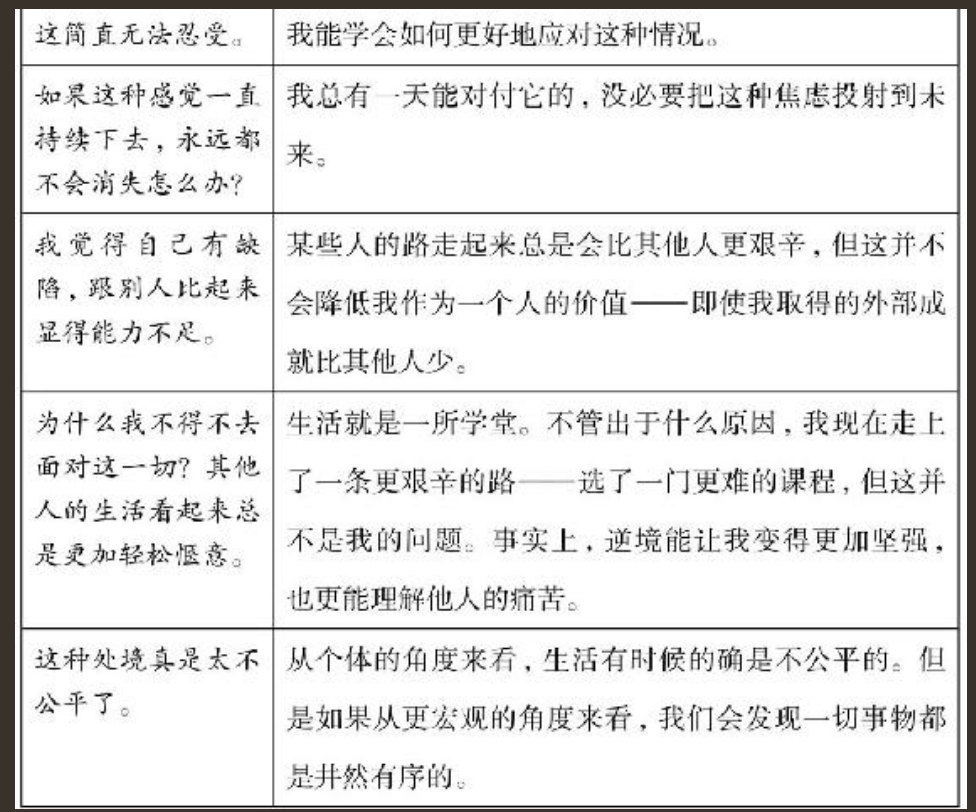 这简直无法忍受。
我能学会如何更好地应对这种情况。
如果这种感觉一直
持续下去，永远都
不会消失怎么办？
我总有一天能对付它的，没必要把这种焦虑投射到未
来。
我觉得自己有缺
陷，跟别人比起来
显得能力不足。
某些人的路走起来总是会比其他人更艰辛，但这并不
会降低我作为一个人的价值——即使我取得的外部成
就比其他人少。
为什么我不得不去
面对这一切？其他
人的生活看起来总
是更加轻松惬意。
生活就是一所学堂。不管出于什么原因，我现在走上
了一条更艰辛的路——选了一门更难的课程，但这并
不是我的问题。事实上，逆境能让我变得更加坚强，
也更能理解他人的痛苦。
这种处境真是太不
公平了。
从个体的角度来看，生活有时候的确是不公平的。但
是如果从更宏观的角度来看，我们会发现一切事物都
是井然有序的。